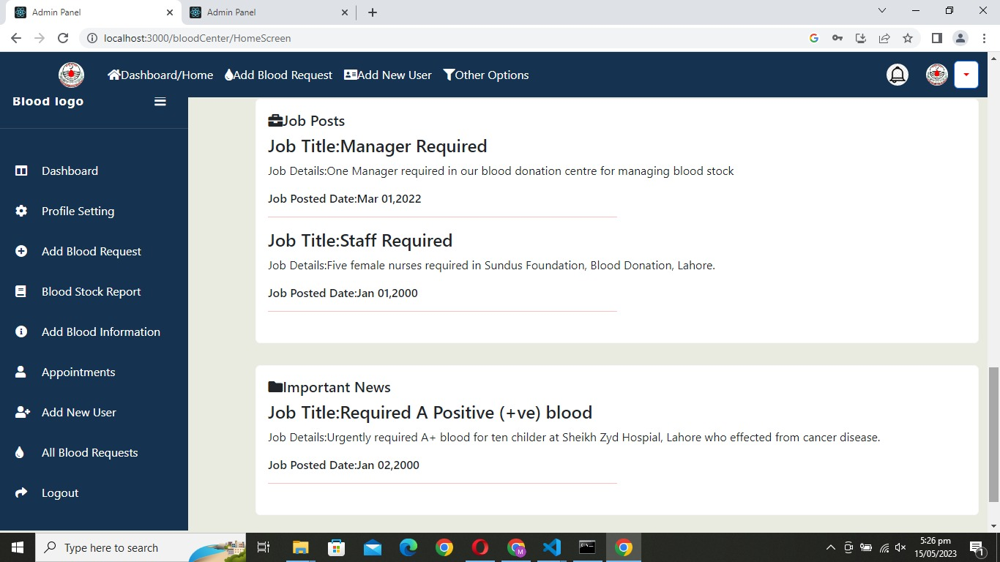 Admin Panel
Admin Panel
localhost:3000/bloodCenter/HomeScreen
Dashboard/Home
Add Blood Request
Add New User
Other Options
Blood logo
Dashboard
Profile Setting
Add Blood Request
Blood Stock Report
Add Blood Information
Appointments
Add New User
All Blood Requests
Logout
Job Posts
Job Title:Manager Required
Job Details:One Manager required in our blood donation centre for managing blood stock
Job Posted Date:Mar 01,2022
Job Title:Staff Required
Job Details:Five female nurses required in Sundus Foundation, Blood Donation, Lahore.
Job Posted Date:Jan 01,2000
Important News
Job Title:Required A Positive (+ve) blood
Job Details:Urgently required A+ blood for ten childer at Sheikh Zyd Hospial, Lahore who effected from cancer disease.
Job Posted Date:Jan 02,2000
Type here to search
M
5:26 pm
15/05/2023
1